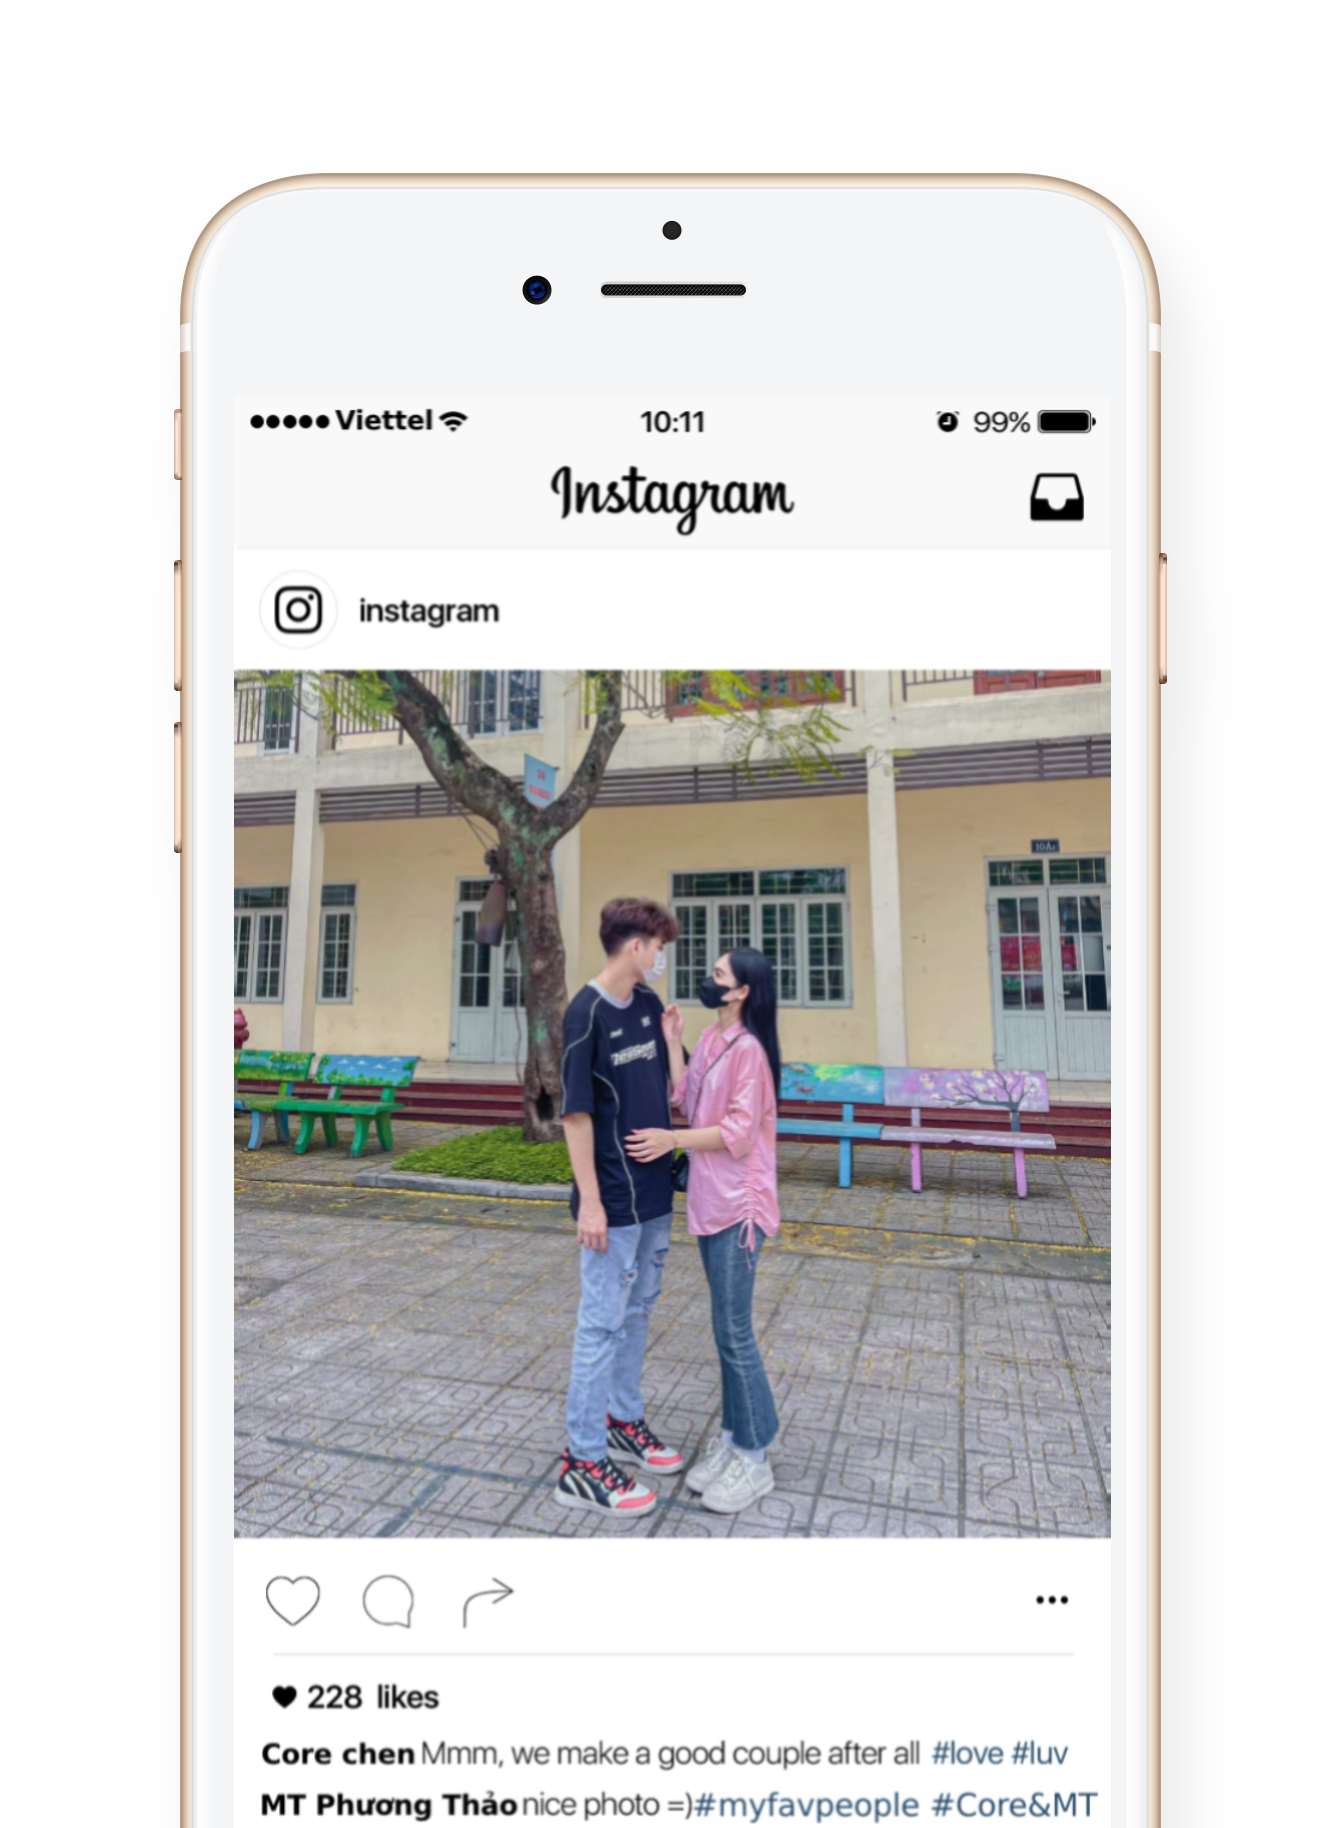 Viettel 10:11 99%
Instagram
instagram
10A₂
228 likes
Core chen Mmm, we make a good couple after all #love #luv
MT Phương Thảo nice photo =)#myfavpeople #Core&MT